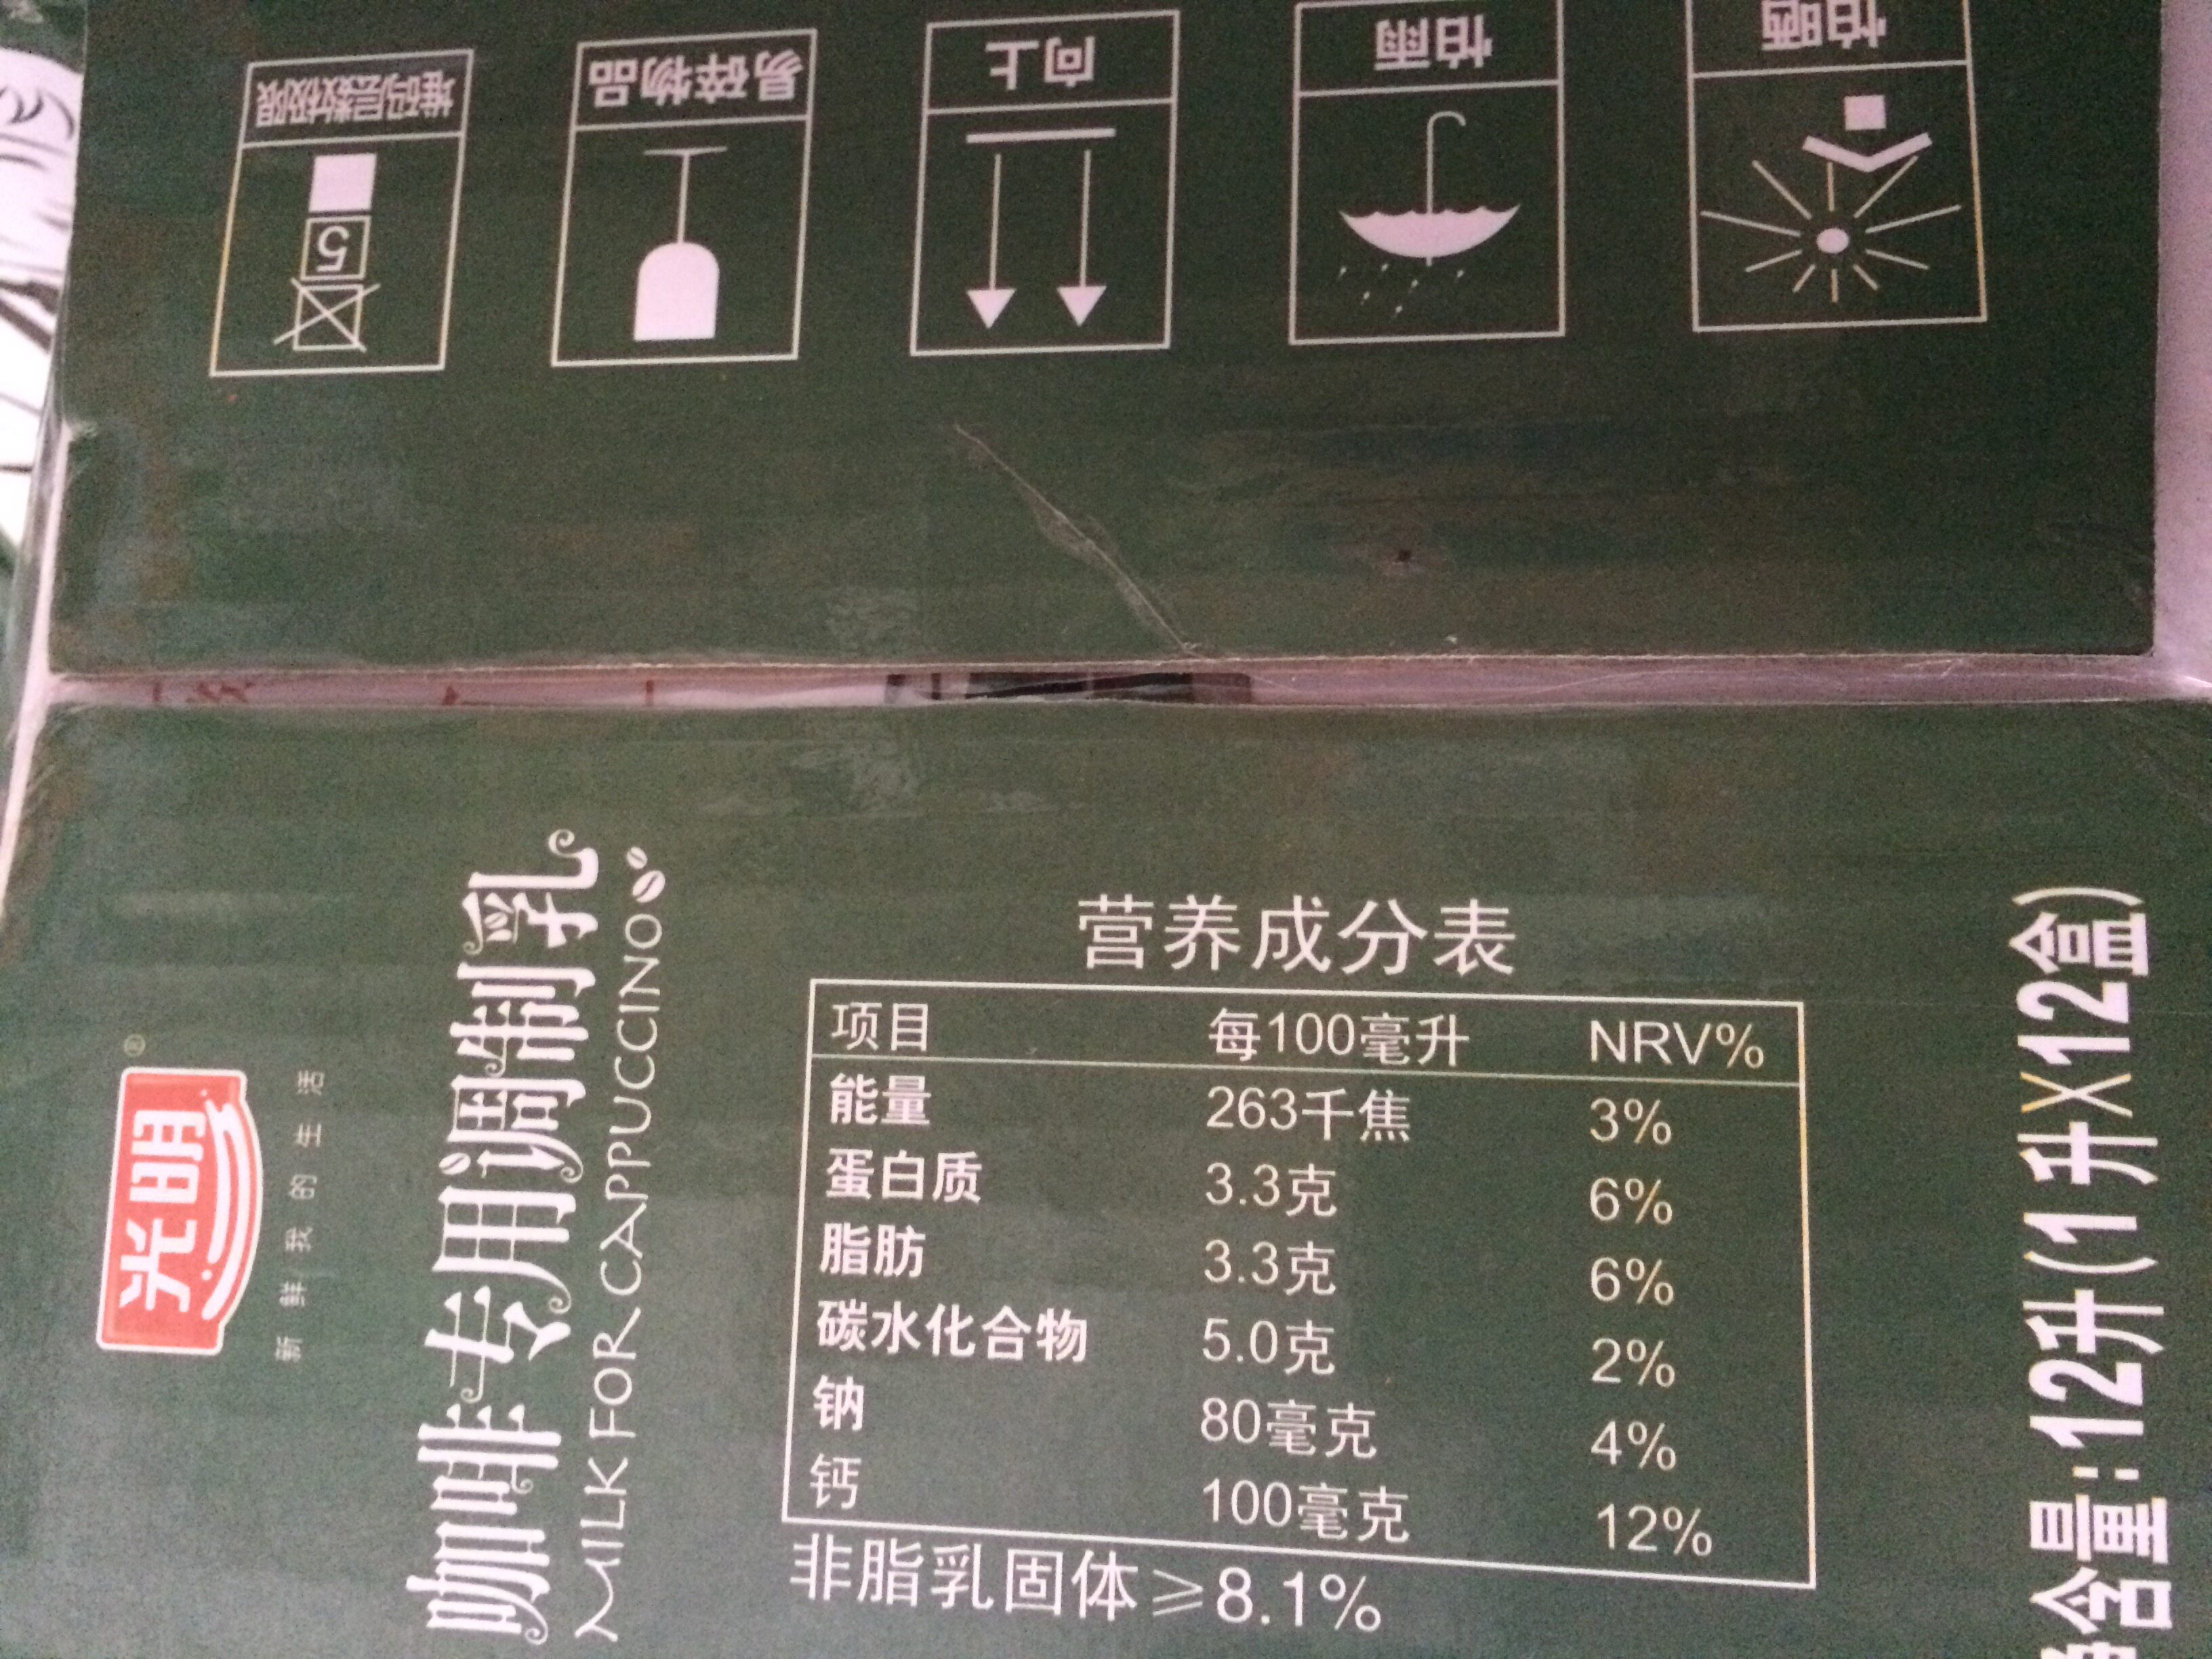 堆码层数极限
5
易碎物品
向上
怕雨
怕晒
光明®
新鲜 我的生活
咖啡专用调制乳
MILK FOR CAPPUCCINO
营养成分表
项目 每100毫升 NRV%
能量 263千焦 3%
蛋白质 3.3克 6%
脂肪 3.3克 6%
碳水化合物 5.0克 2%
钠 80毫克 4%
钙 100毫克 12%
非脂乳固体≥8.1%
含量:12升(1升X12盒)